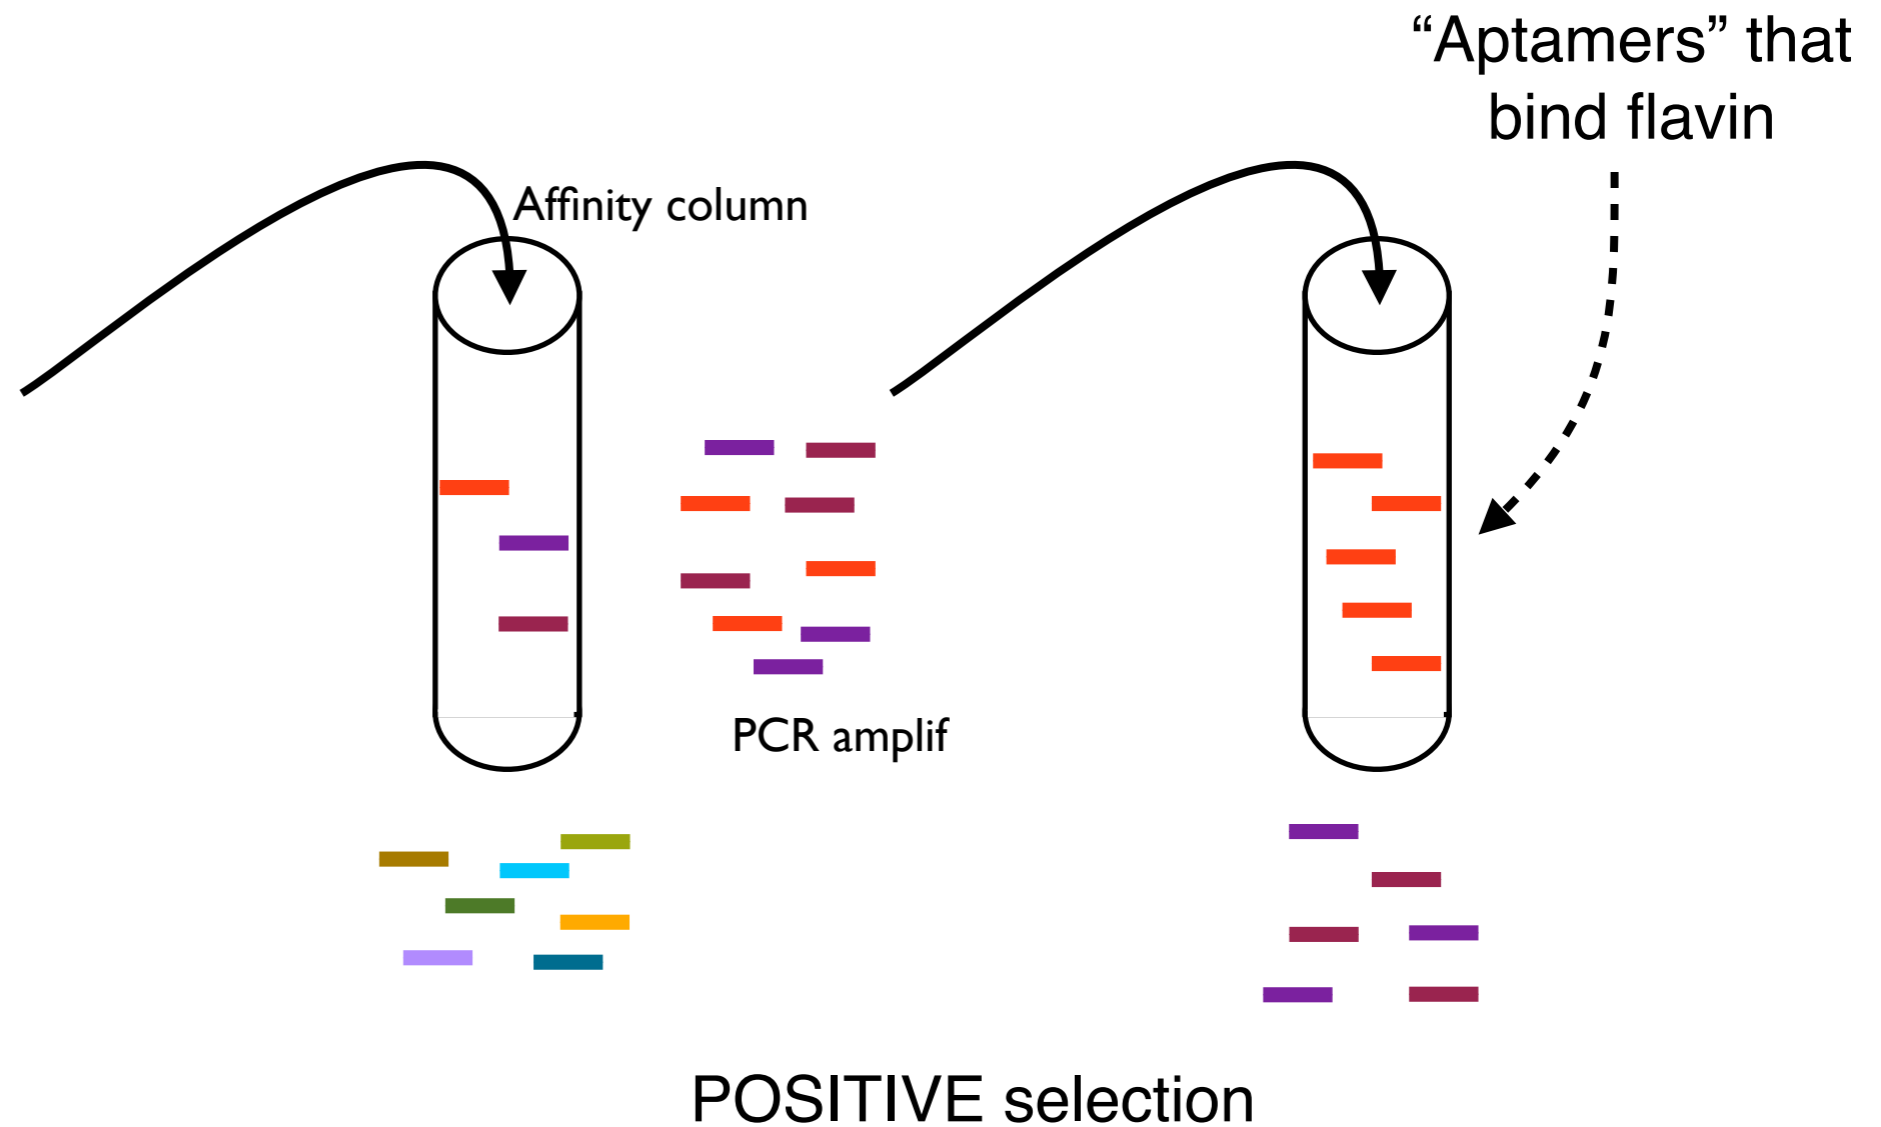 “Aptamers” that
bind flavin
Affinity column
PCR amplif
POSITIVE selection